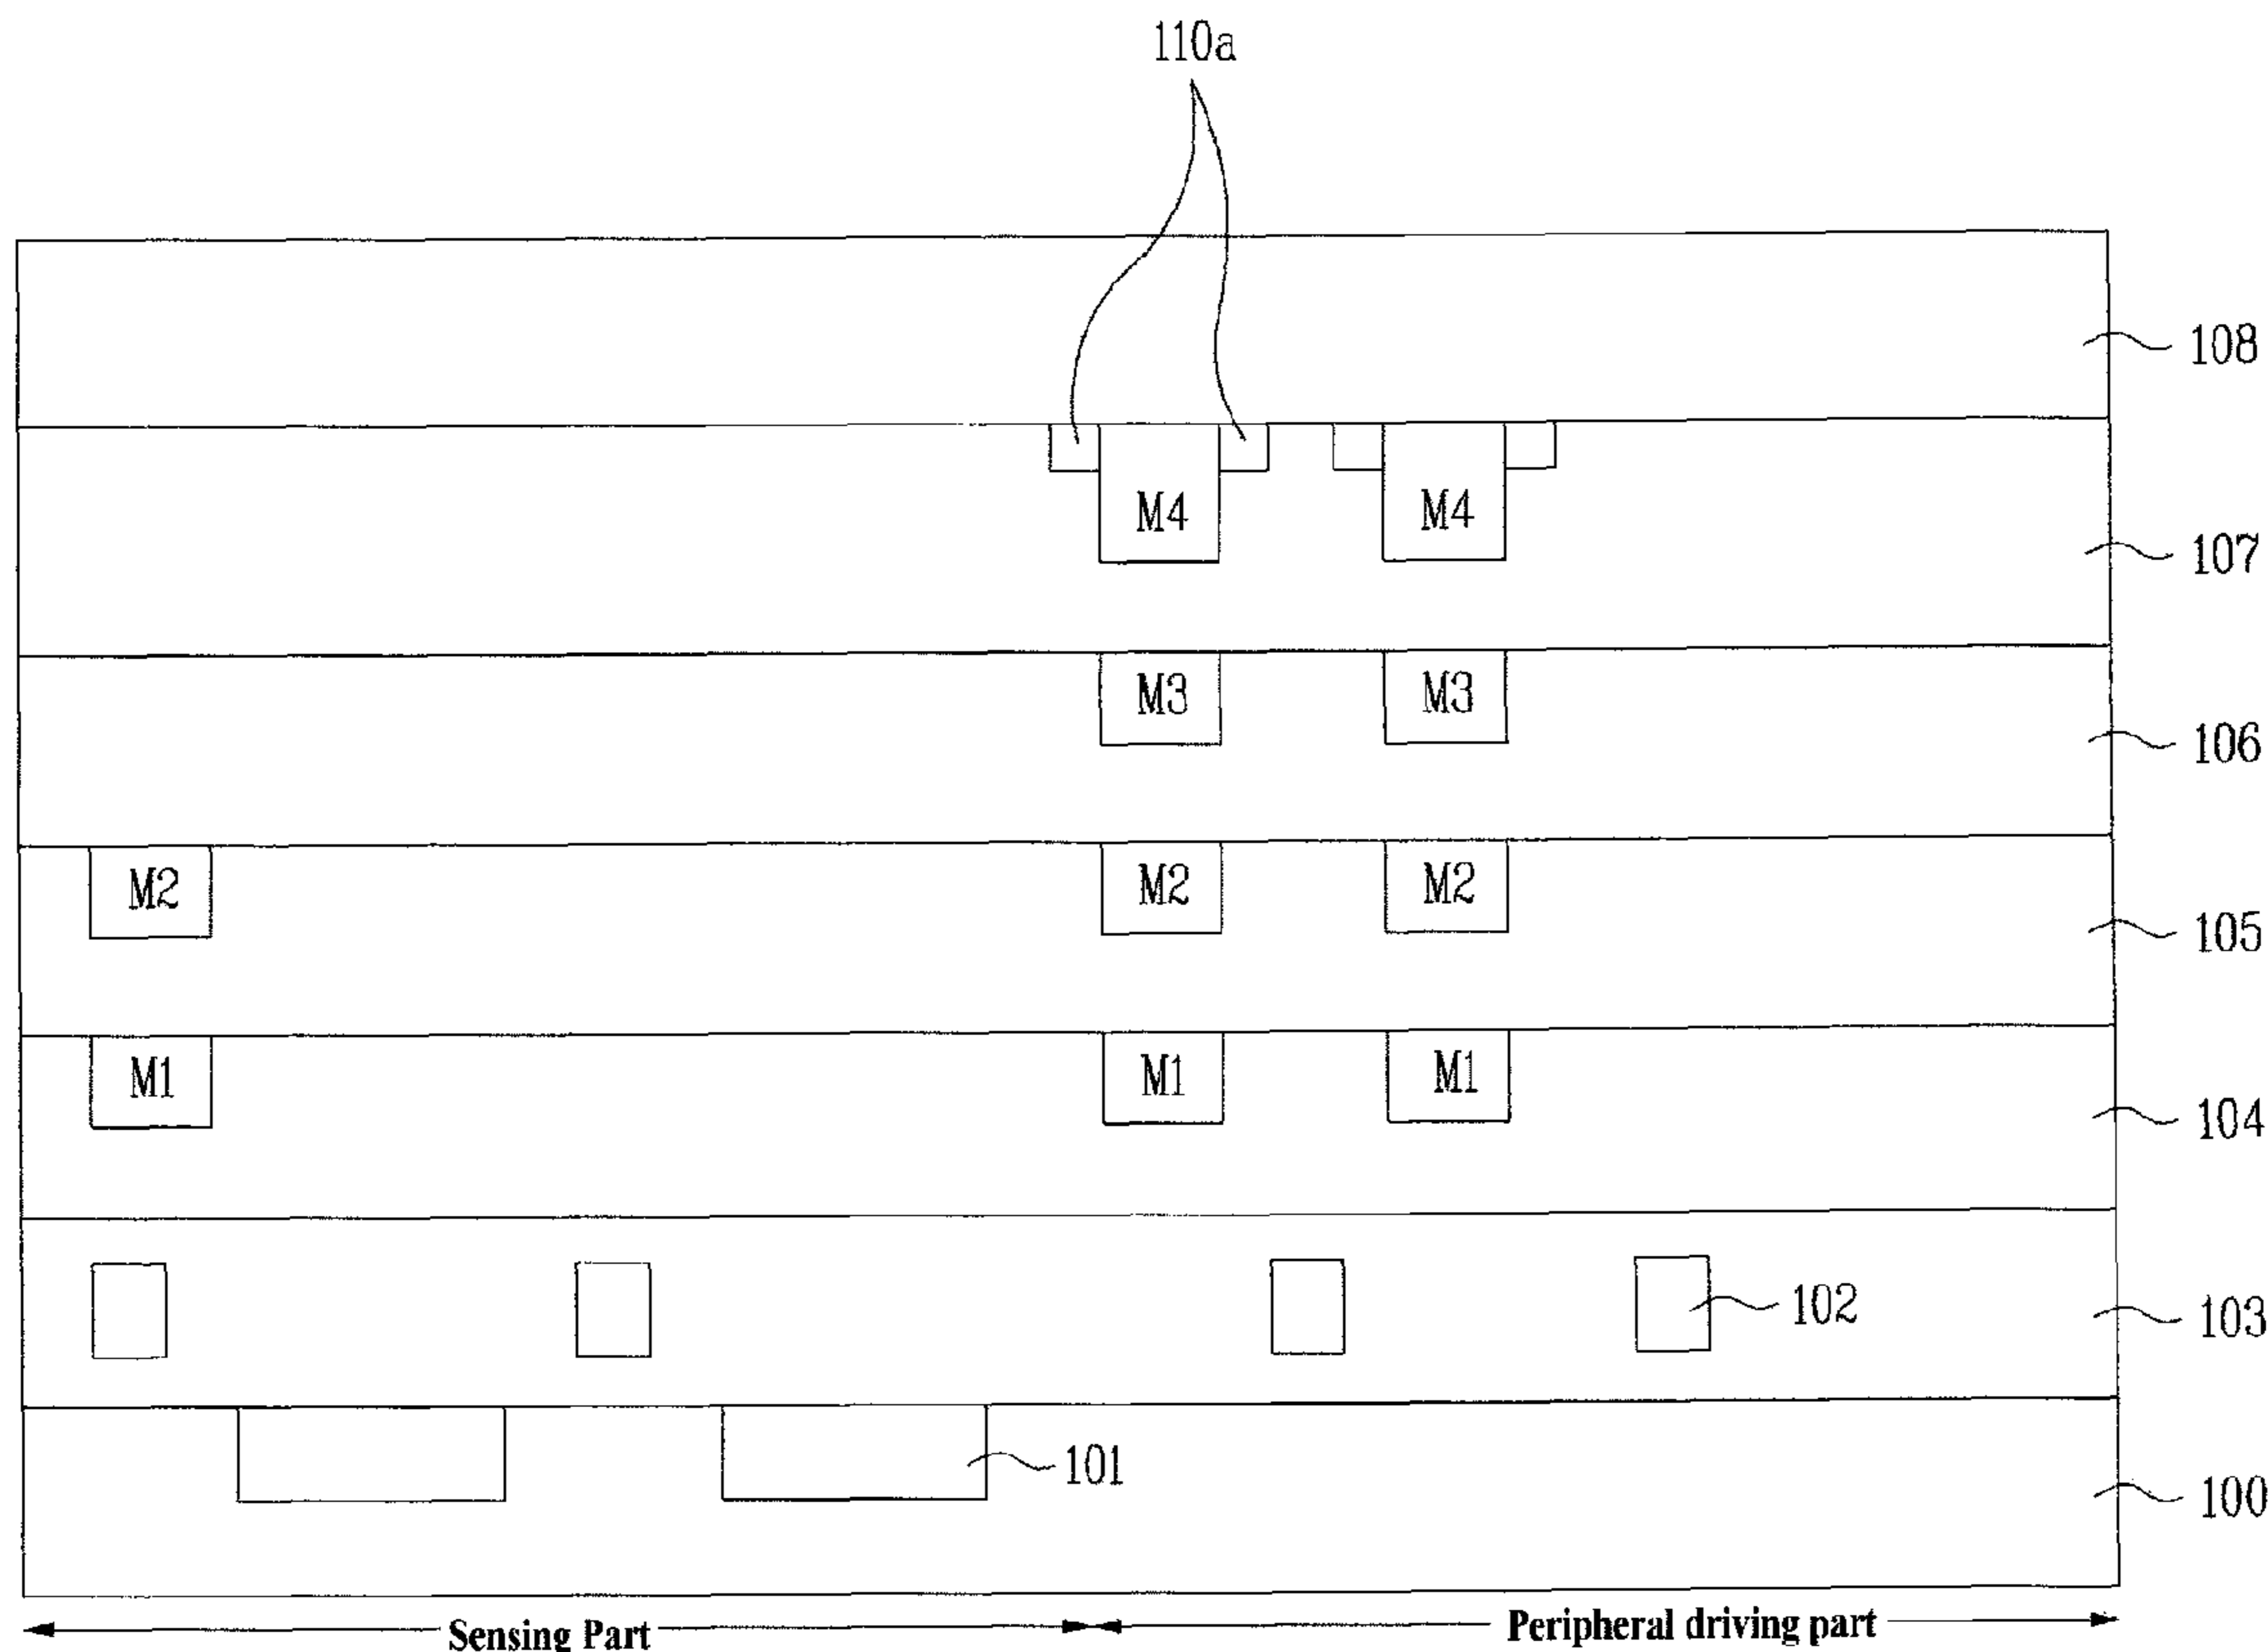 110a
108
M4 M4
107
M3 M3
106
M2 M2 M2
105
M1 M1 M1
104
102
103
101
100
Sensing Part Peripheral driving part